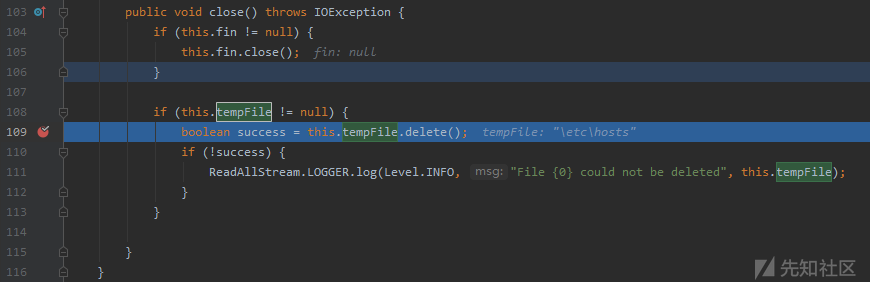 103 public void close() throws IOException {
104 if (this.fin != null) {
105 this.fin.close(); fin: null
106 }
107
108 if (this.tempFile != null) {
109 boolean success = this.tempFile.delete(); tempFile: "\etc\hosts"
110 if (!success) {
111 ReadAllStream.LOGGER.log(Level.INFO, msg: "File {0} could not be deleted", this.tempFile);
112 }
113 }
114
115 }
116 }
先知社区